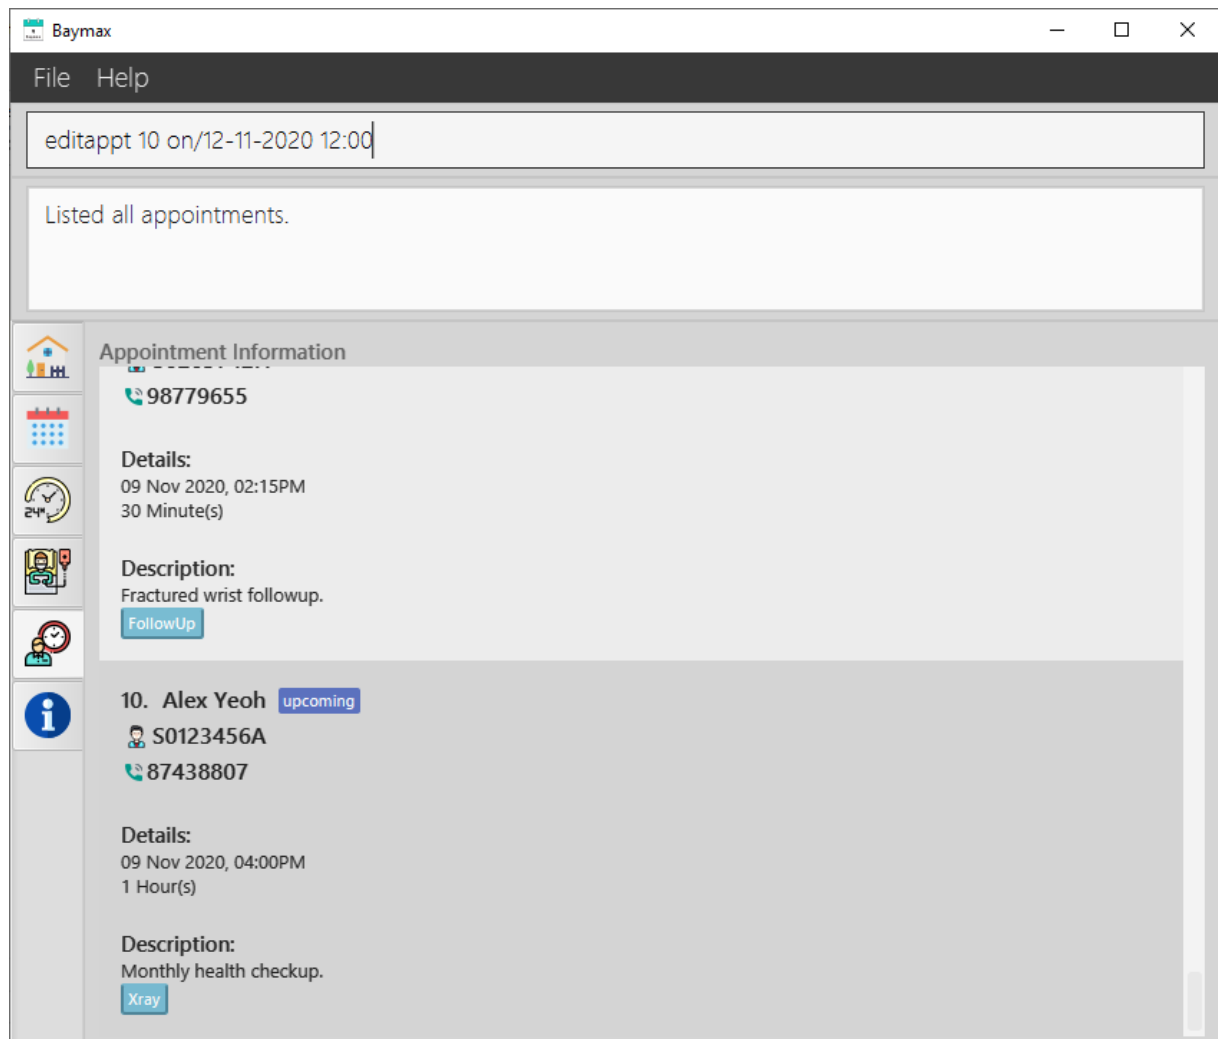 Baymax
File Help
editappt 10 on/12-11-2020 12:00
Listed all appointments.
Appointment Information
98779655
Details:
09 Nov 2020, 02:15PM
30 Minute(s)
Description:
Fractured wrist followup.
FollowUp
10. Alex Yeoh upcoming
S0123456A
87438807
Details:
09 Nov 2020, 04:00PM
1 Hour(s)
Description:
Monthly health checkup.
Xray